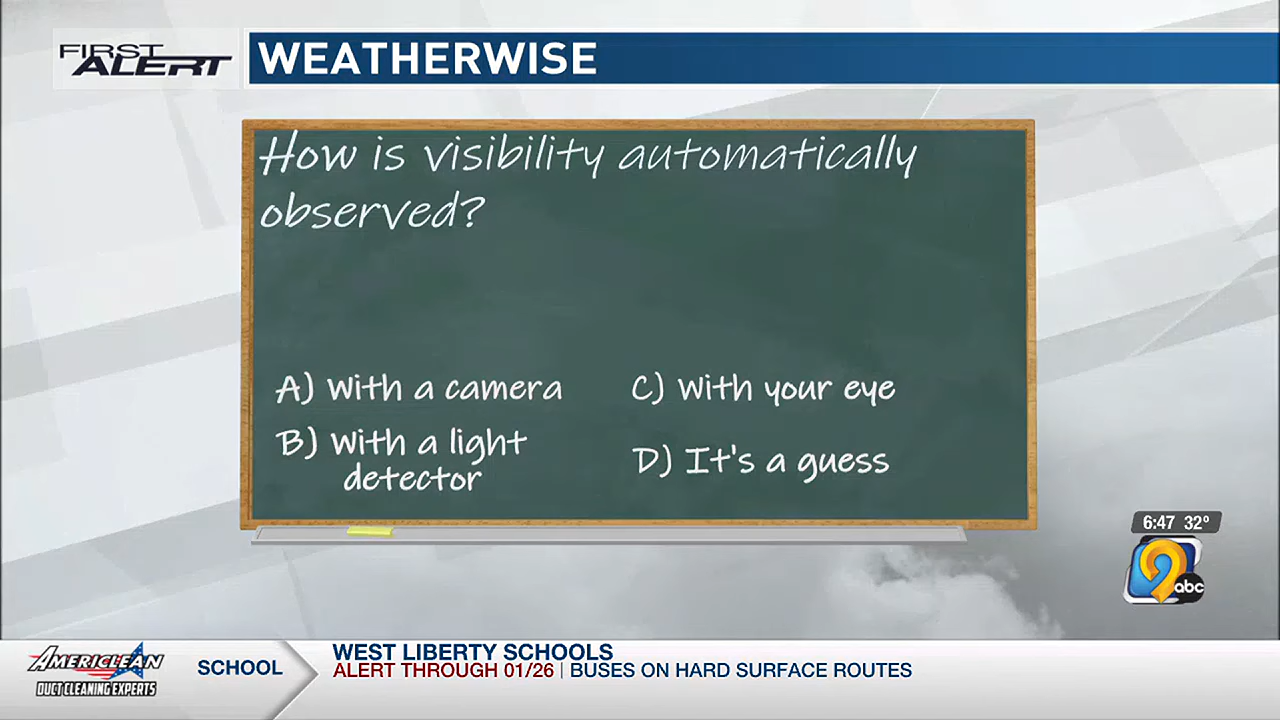 FIRST ALERT
WEATHERWISE
How is visibility automatically
observed?
A) With a camera
B) With a light
detector
C) With your eye
D) It's a guess
6:47 32°
9
abc
AMERICLEAN
DUCT CLEANING EXPERTS
SCHOOL
WEST LIBERTY SCHOOLS
ALERT THROUGH 01/26 | BUSES ON HARD SURFACE ROUTES